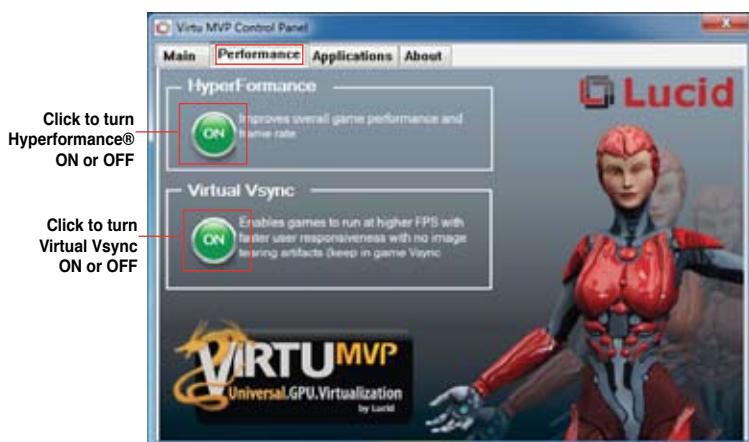 Virtu MVP Control Panel
Main Performance Applications About
HyperFormance
ON
Improves overall game performance and
frame rate
Click to turn
Hyperformance®
ON or OFF
Lucid
Virtual Vsync
ON
Enables games to run at higher FPS with
faster user responsiveness with no image
tearing artifacts (keep in game Vsync
Click to turn
Virtual Vsync
ON or OFF
VIRTU MVP
Universal.GPU.Virtualization
by Lucid